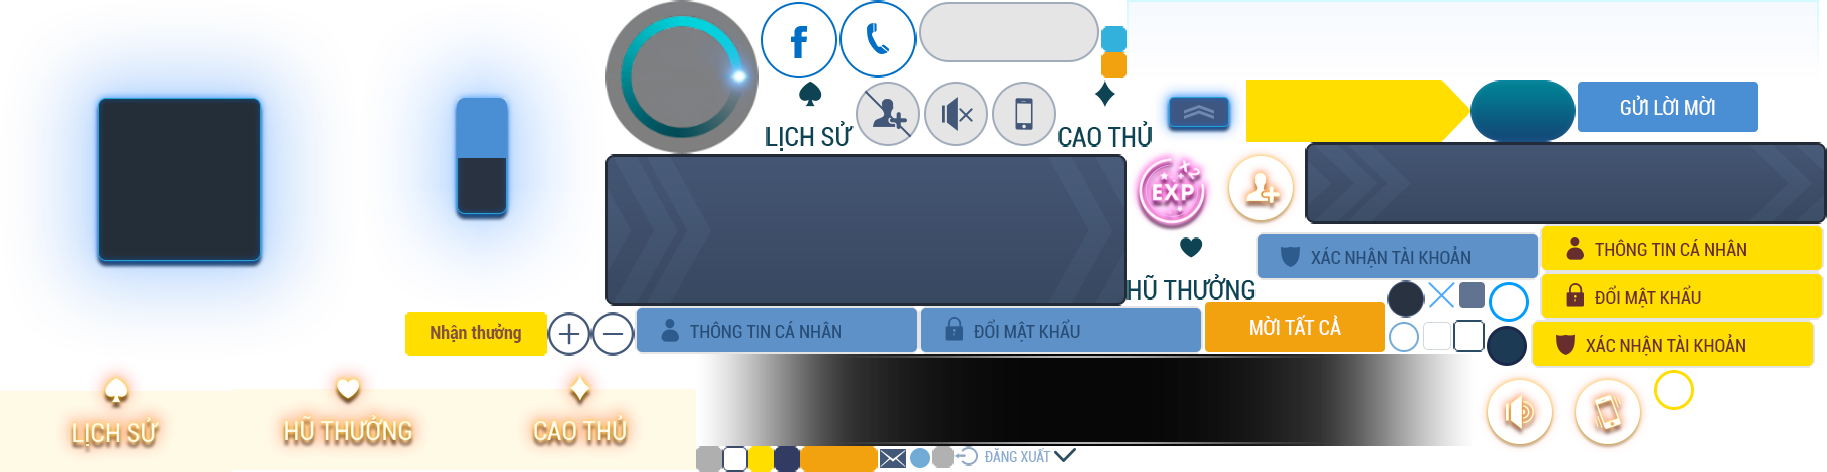 LỊCH SỬ
CAO THỦ
GỬI LỜI MỜI
X2
EXP
XÁC NHẬN TÀI KHOẢN
THÔNG TIN CÁ NHÂN
HŨ THƯỞNG
ĐỔI MẬT KHẨU
Nhận thưởng
THÔNG TIN CÁ NHÂN
ĐỔI MẬT KHẨU
MỜI TẤT CẢ
XÁC NHẬN TÀI KHOẢN
LỊCH SỬ
HŨ THƯỞNG
CAO THỦ
ĐĂNG XUẤT